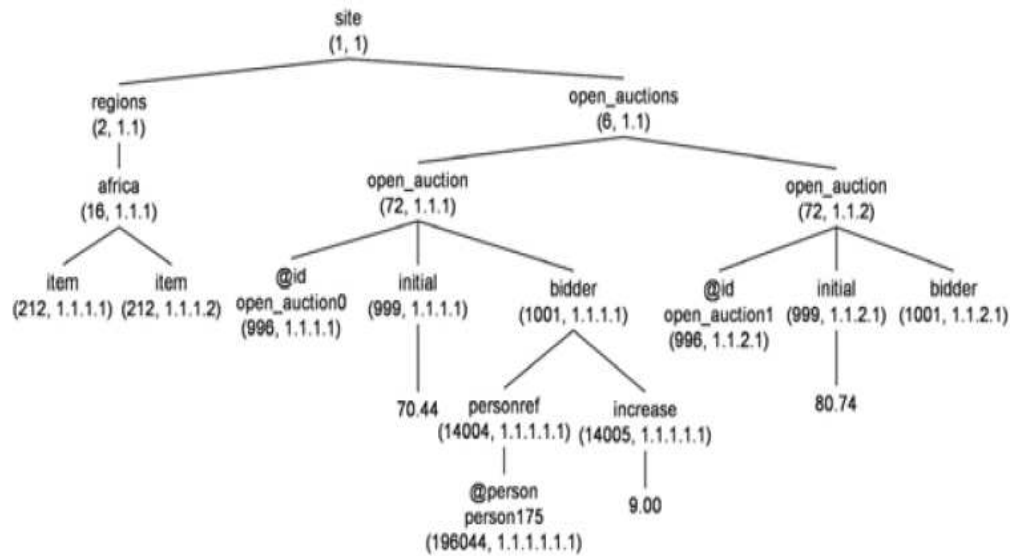 site
(1, 1)
regions
(2, 1.1)
open_auctions
(6, 1.1)
africa
(16, 1.1.1)
open_auction
(72, 1.1.1)
open_auction
(72, 1.1.2)
item
(212, 1.1.1.1)
item
(212, 1.1.1.2)
@id
open_auction0
(996, 1.1.1.1)
initial
(999, 1.1.1.1)
bidder
(1001, 1.1.1.1)
@id
open_auction1
(996, 1.1.2.1)
initial
(999, 1.1.2.1)
bidder
(1001, 1.1.2.1)
70.44
personref
(14004, 1.1.1.1.1)
increase
(14005, 1.1.1.1.1)
80.74
@person
person175
(196044, 1.1.1.1.1.1)
9.00